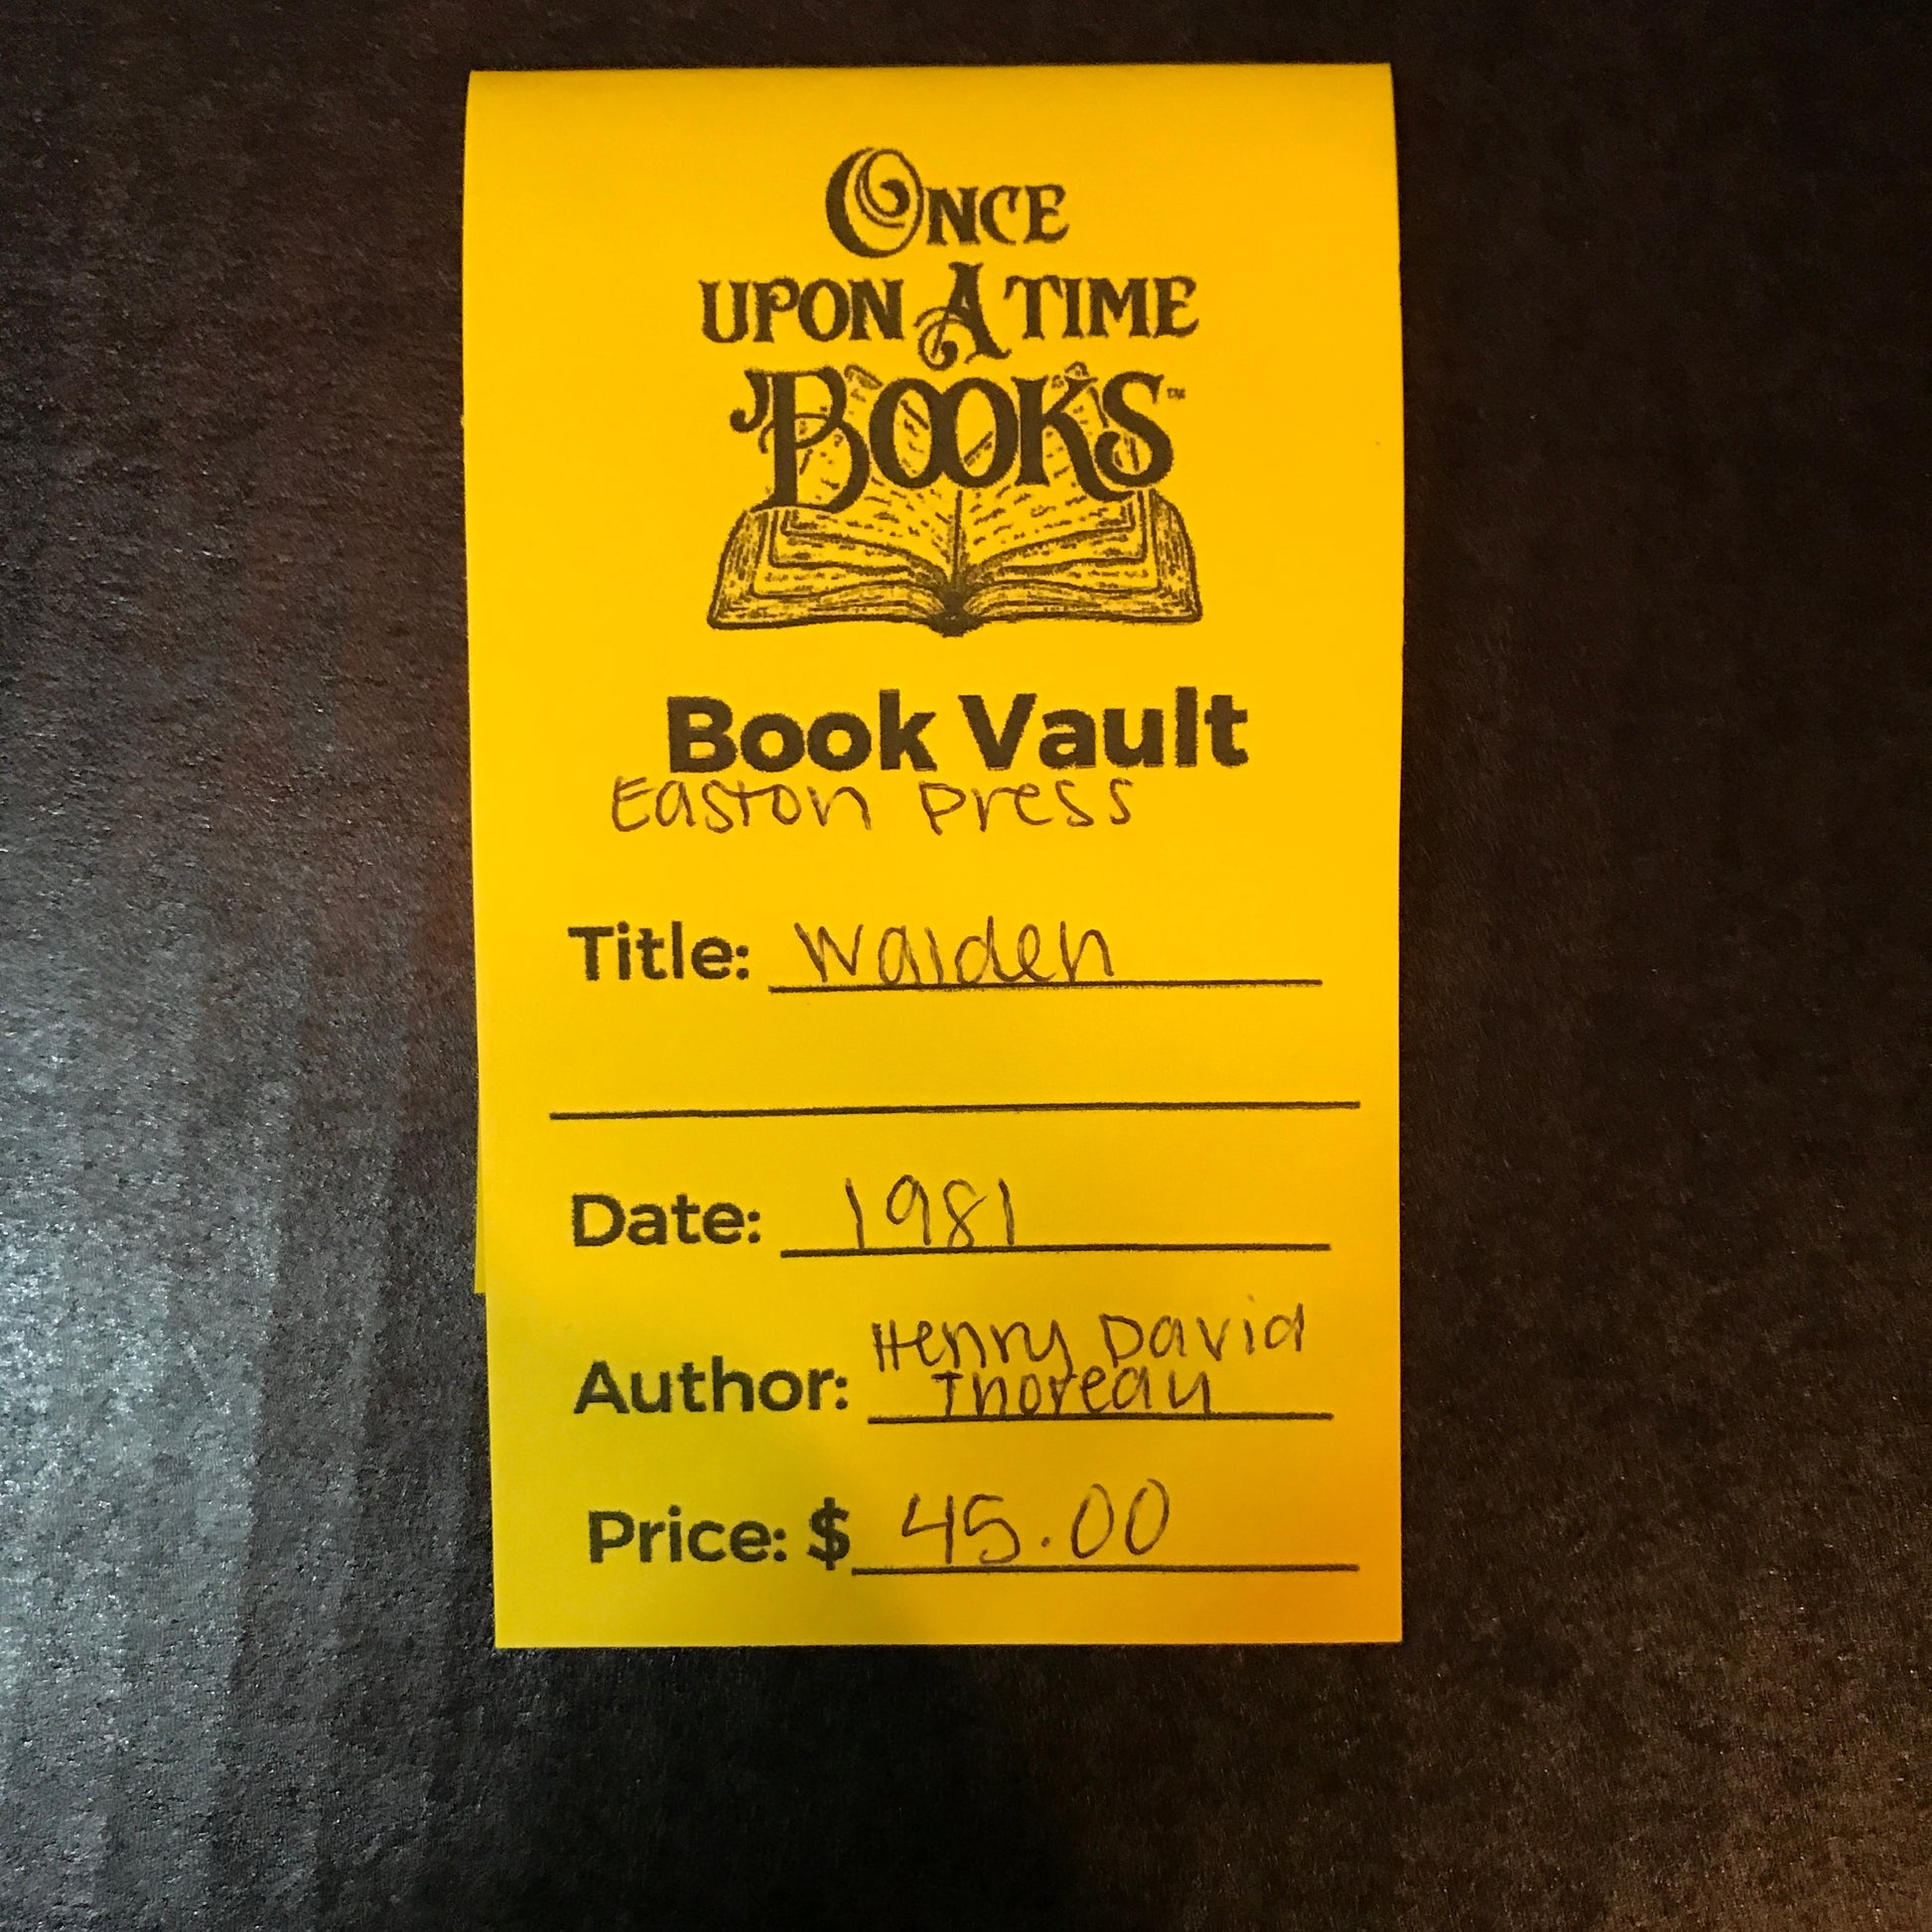 ONCE
UPON A TIME
BOOKS™
Book Vault
Easton Press
Title: Walden
Date: 1981
Henry David
Author: Thoreau
Price: $ 45.00